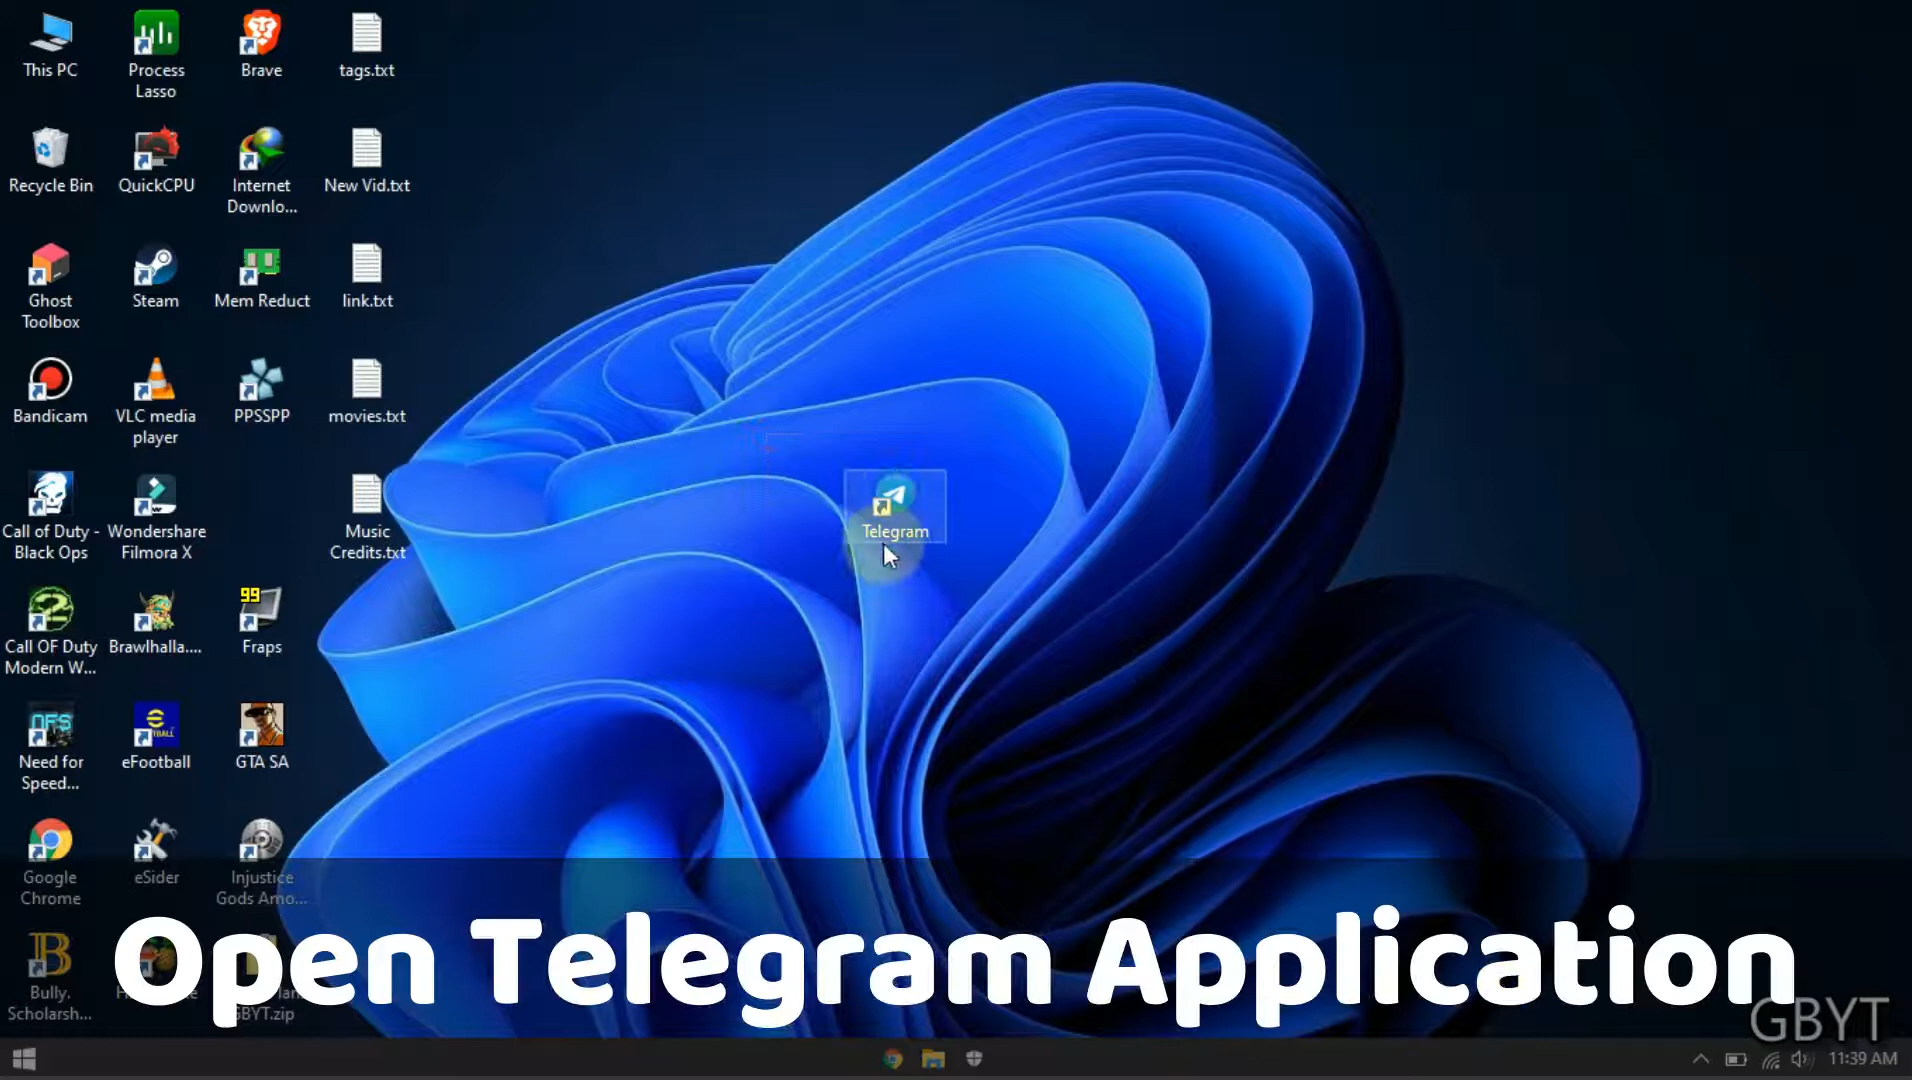 This PC
Process
Lasso
Brave
tags.txt
Recycle Bin
QuickCPU
Internet
Downlo...
New Vid.txt
Ghost
Toolbox
Steam
Mem Reduct
link.txt
Bandicam
VLC media
player
PPSSPP
movies.txt
Call of Duty -
Black Ops
Wondershare
Filmora X
Music
Credits.txt
Telegram
Call OF Duty
Modern W...
Brawlhalla....
99
Fraps
Need for
Speed...
eFootball
GTA SA
Google
Chrome
eSider
Injustice
Gods Amo...
Bully.
Scholarsh...
GBYT.zip
Open Telegram Application
GBYT
11:39 AM